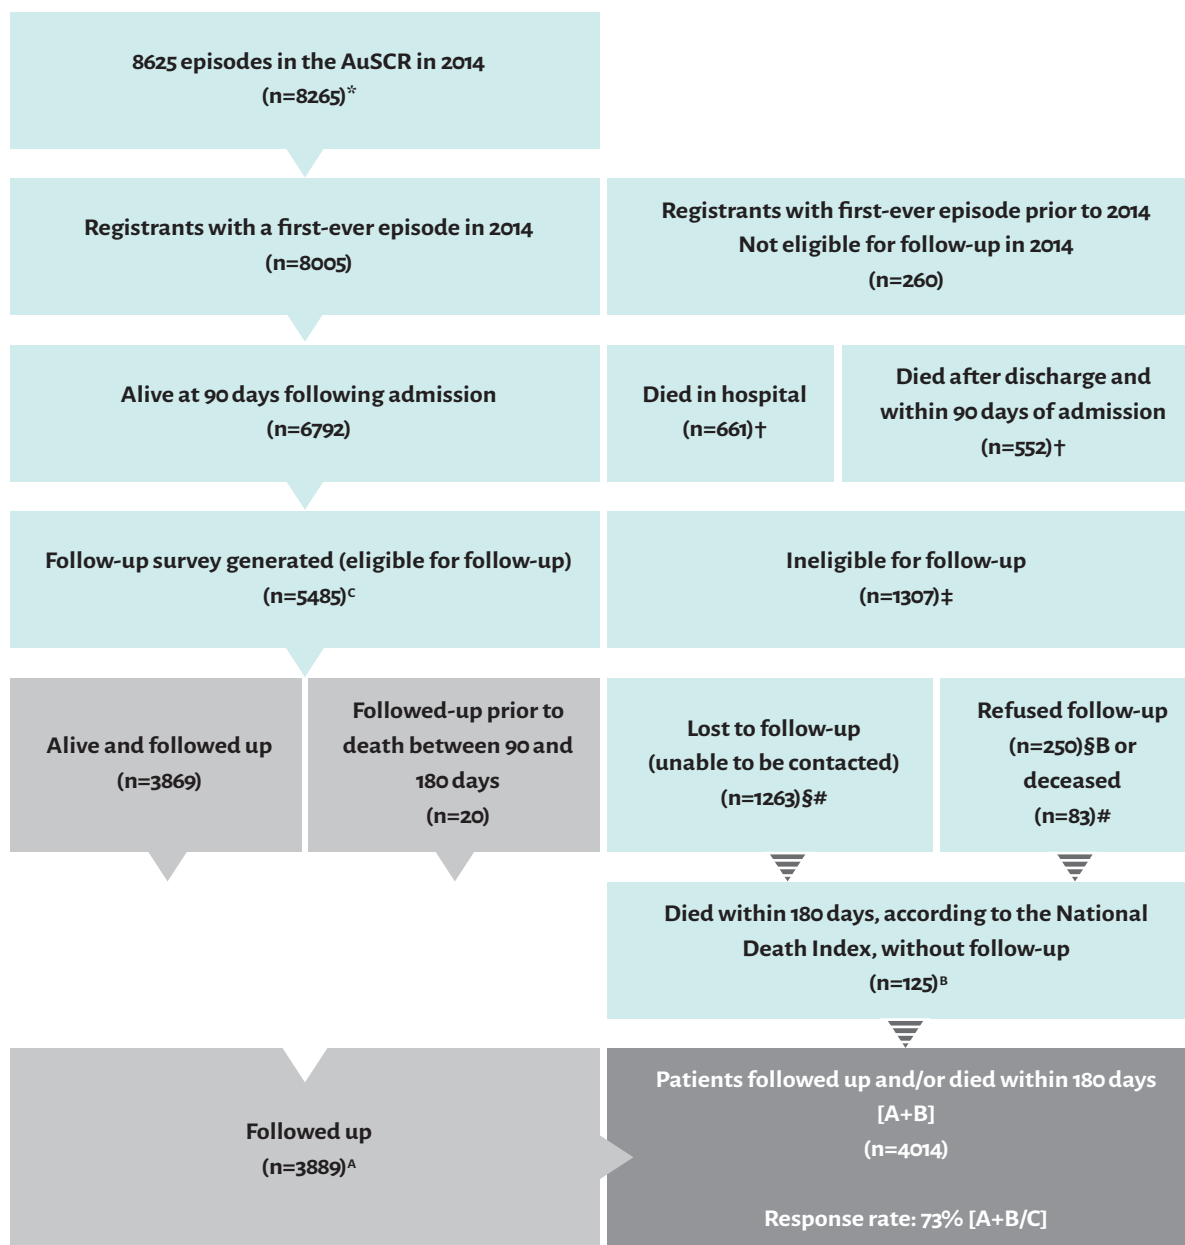 8625 episodes in the AuSCR in 2014
(n=8265)*
Registrants with a first-ever episode in 2014
(n=8005)
Registrants with first-ever episode prior to 2014
Not eligible for follow-up in 2014
(n=260)
Alive at 90 days following admission
(n=6792)
Died in hospital
(n=661)†
Died after discharge and
within 90 days of admission
(n=552)†
Follow-up survey generated (eligible for follow-up)
(n=5485)ᶜ
Ineligible for follow-up
(n=1307)‡
Alive and followed up
(n=3869)
Followed-up prior to
death between 90 and
180 days
(n=20)
Lost to follow-up
(unable to be contacted)
(n=1263)§#
Refused follow-up
(n=250)§B or
deceased
(n=83)#
Died within 180 days, according to the National
Death Index, without follow-up
(n=125)ᴮ
Followed up
(n=3889)ᴬ
Patients followed up and/or died within 180 days
[A+B]
(n=4014)
Response rate: 73% [A+B/C]